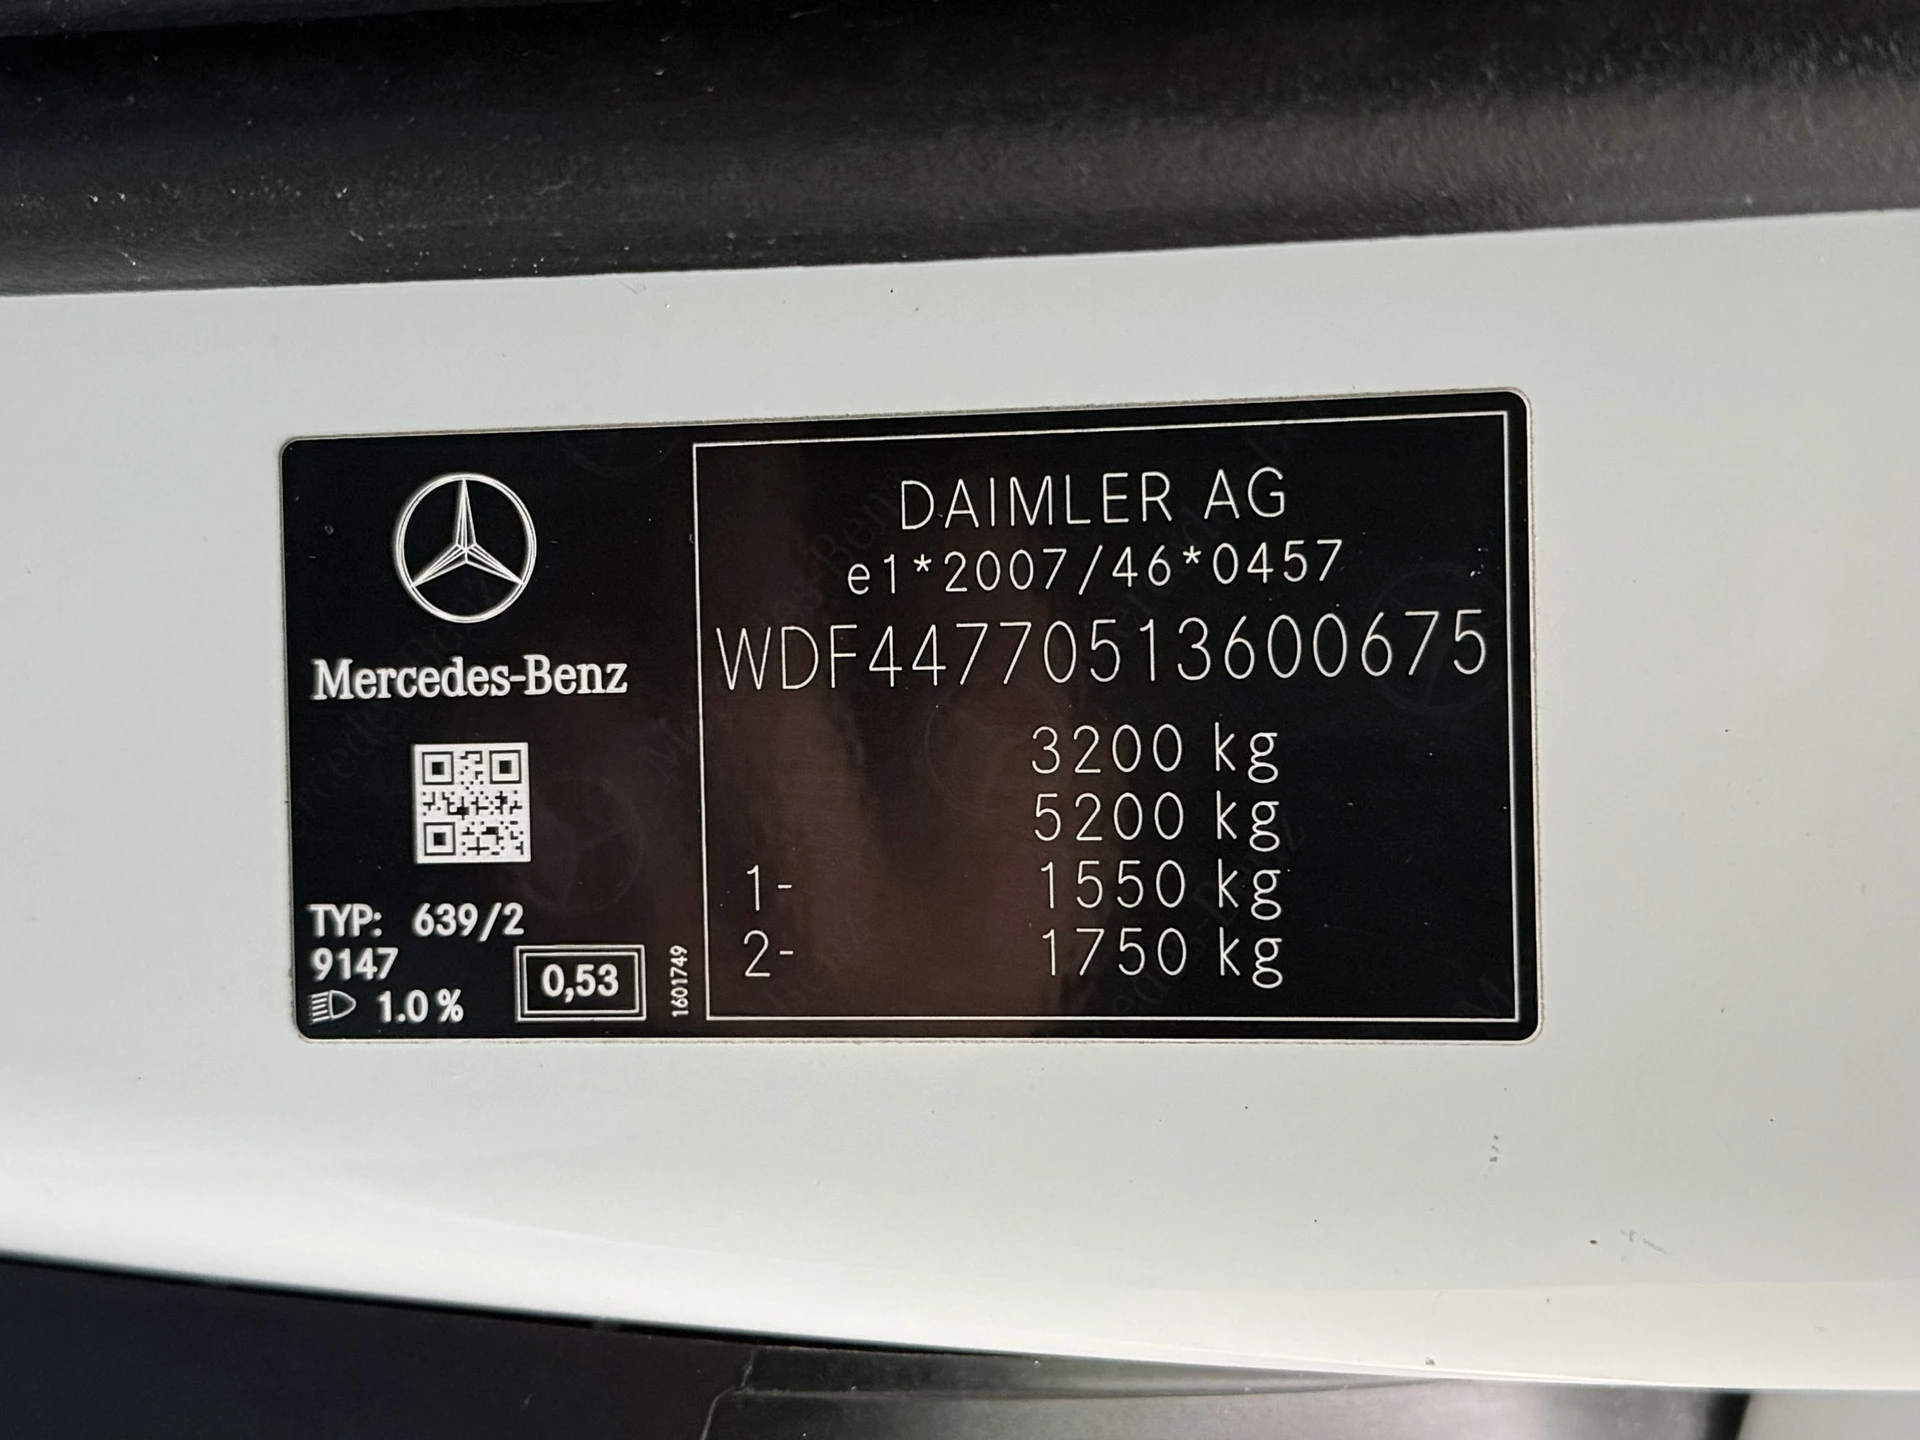 Mercedes-Benz
TYP: 639/2
9147
1.0 %
0,53
1601749
DAIMLER AG
e1*2007/46*0457
WDF44770513600675
3200 kg
5200 kg
1- 1550 kg
2- 1750 kg